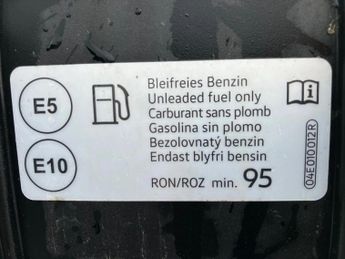 E5
E10
Bleifreies Benzin
Unleaded fuel only
Carburant sans plomb
Gasolina sin plomo
Bezolovnatý benzin
Endast blyfri bensin
RON/ROZ min. 95
04E010012R